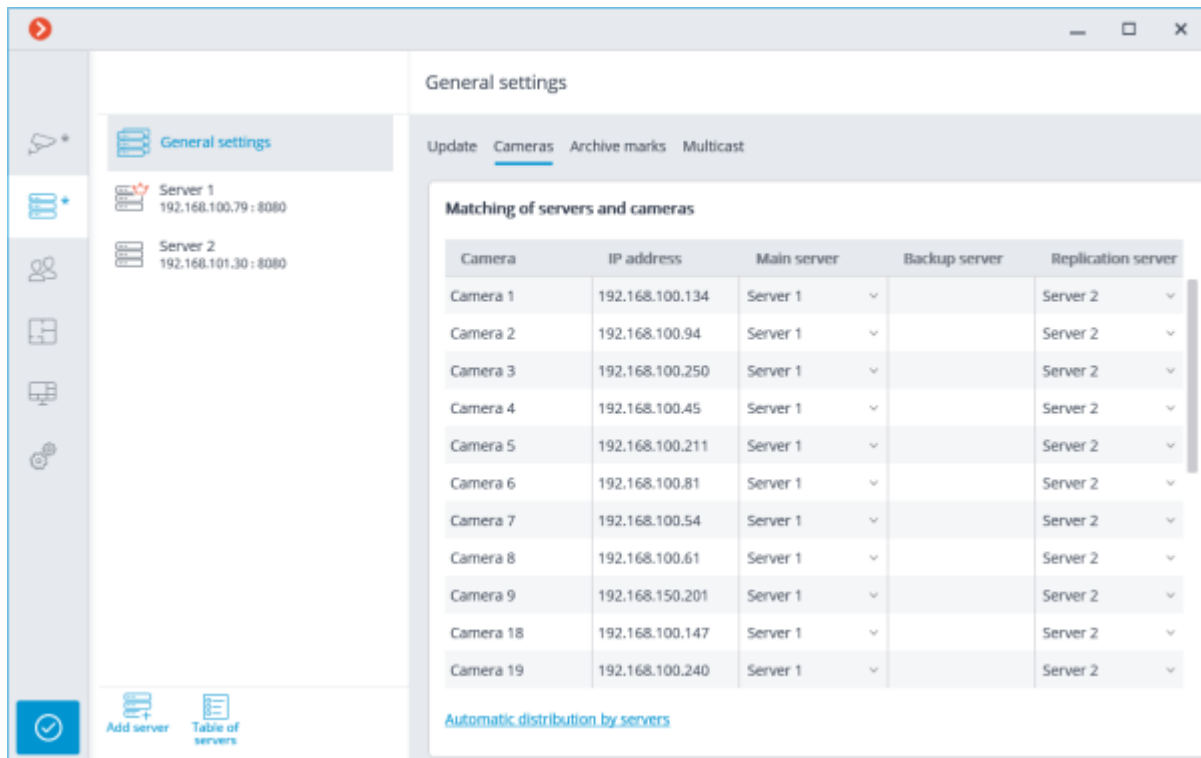 General settings
General settings
Server 1
192.168.100.79 : 8080
Server 2
192.168.101.30 : 8080
Add server
Table of
servers
Update Cameras Archive marks Multicast
Matching of servers and cameras
Camera IP address Main server Backup server Replication server
Camera 1 192.168.100.134 Server 1 Server 2
Camera 2 192.168.100.94 Server 1 Server 2
Camera 3 192.168.100.250 Server 1 Server 2
Camera 4 192.168.100.45 Server 1 Server 2
Camera 5 192.168.100.211 Server 1 Server 2
Camera 6 192.168.100.81 Server 1 Server 2
Camera 7 192.168.100.54 Server 1 Server 2
Camera 8 192.168.100.61 Server 1 Server 2
Camera 9 192.168.150.201 Server 1 Server 2
Camera 18 192.168.100.147 Server 1 Server 2
Camera 19 192.168.100.240 Server 1 Server 2
Automatic distribution by servers